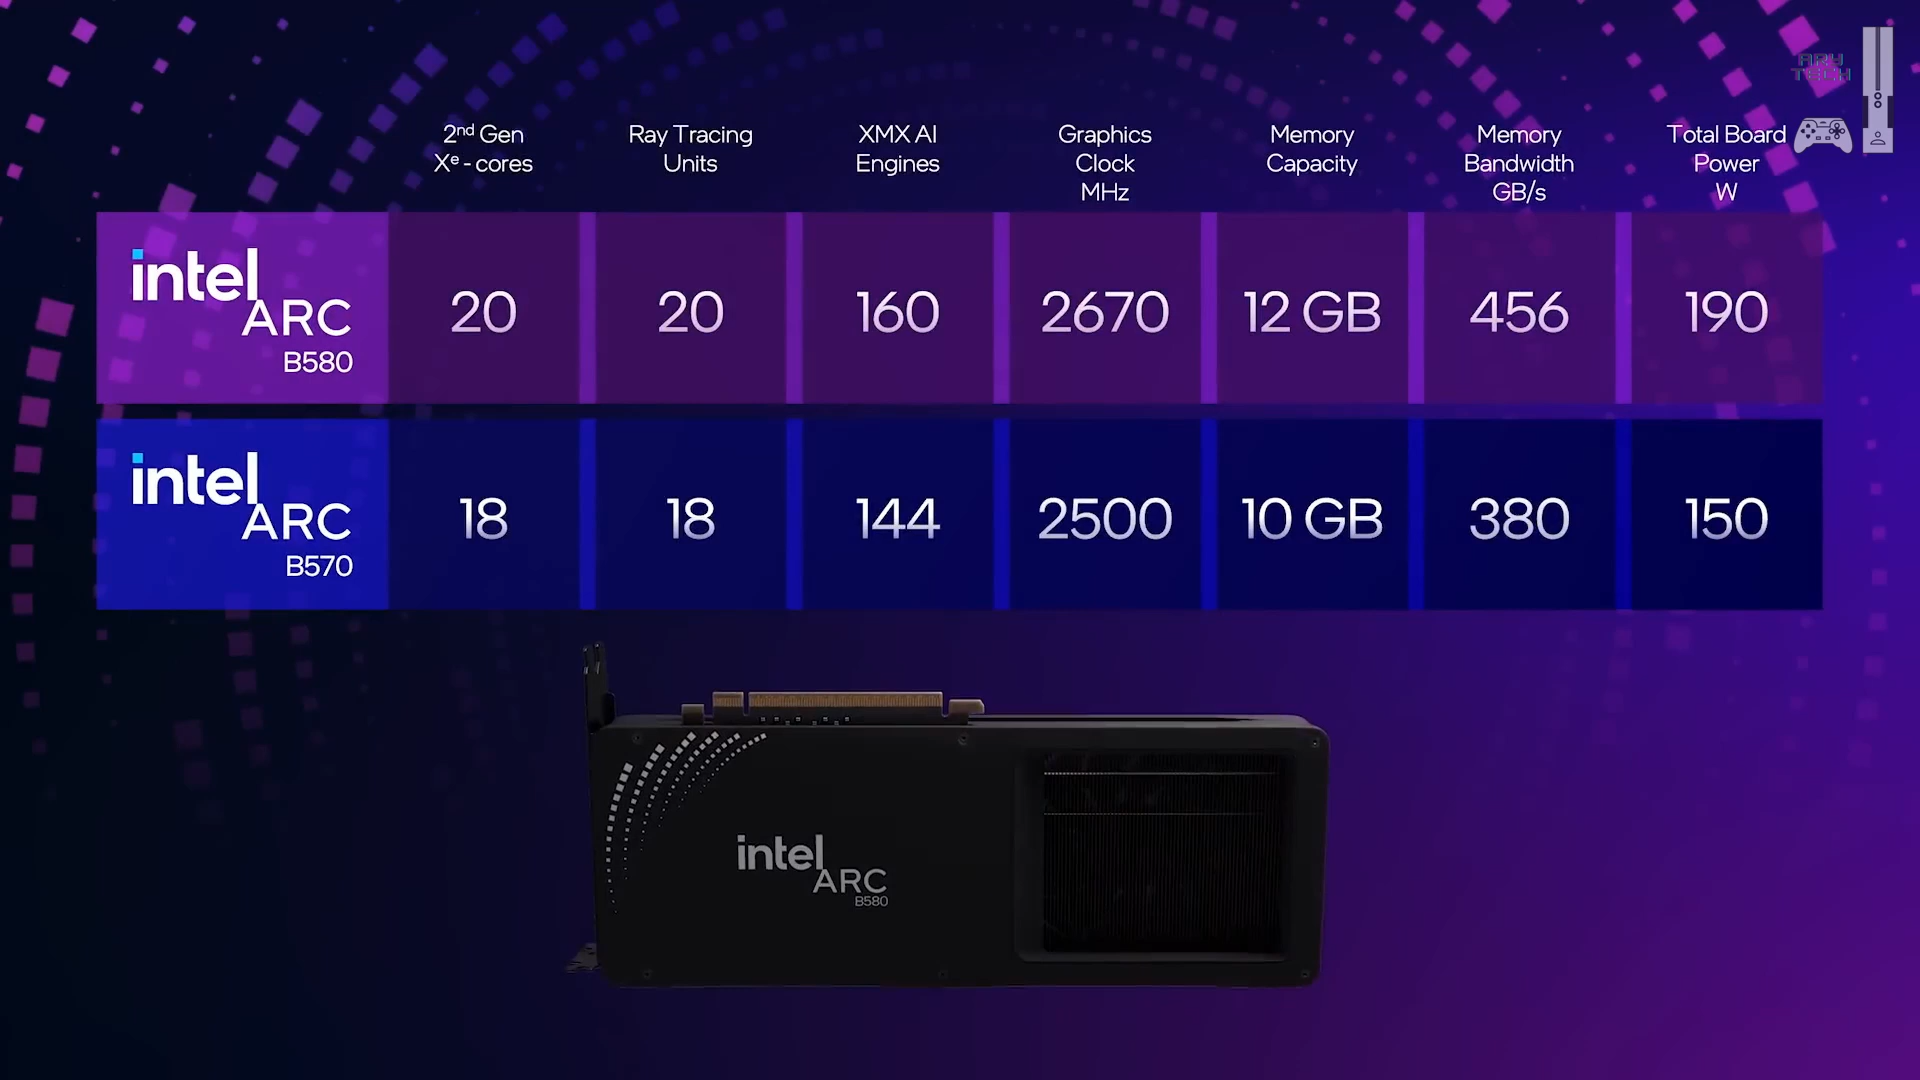 ARY
TECH
2nd Gen
Xe - cores
Ray Tracing
Units
XMX AI
Engines
Graphics
Clock
MHz
Memory
Capacity
Memory
Bandwidth
GB/s
Total Board
Power
W
intel
ARC
B580
20
20
160
2670
12 GB
456
190
intel
ARC
B570
18
18
144
2500
10 GB
380
150
intel
ARC
B580